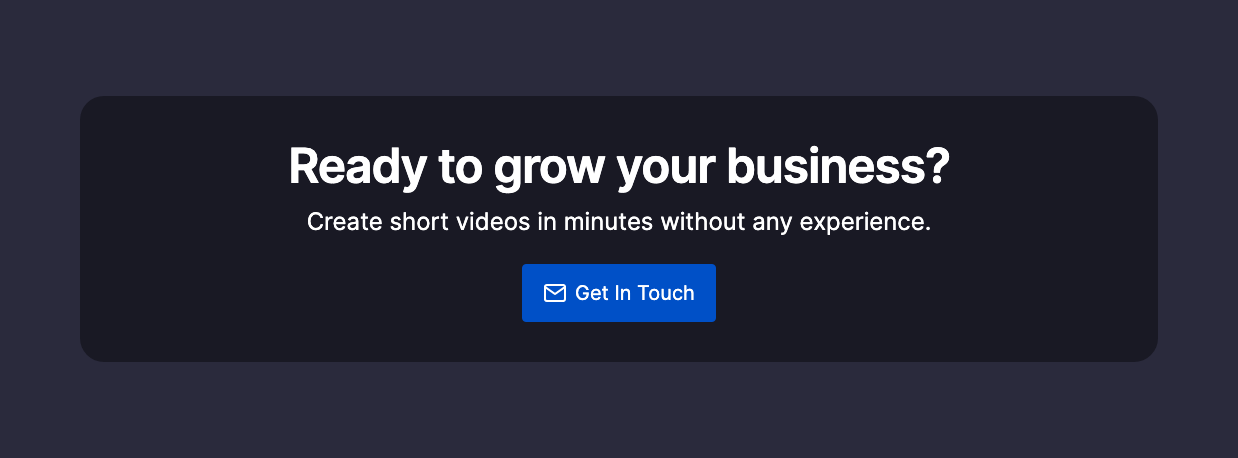 Ready to grow your business?
Create short videos in minutes without any experience.
Get In Touch